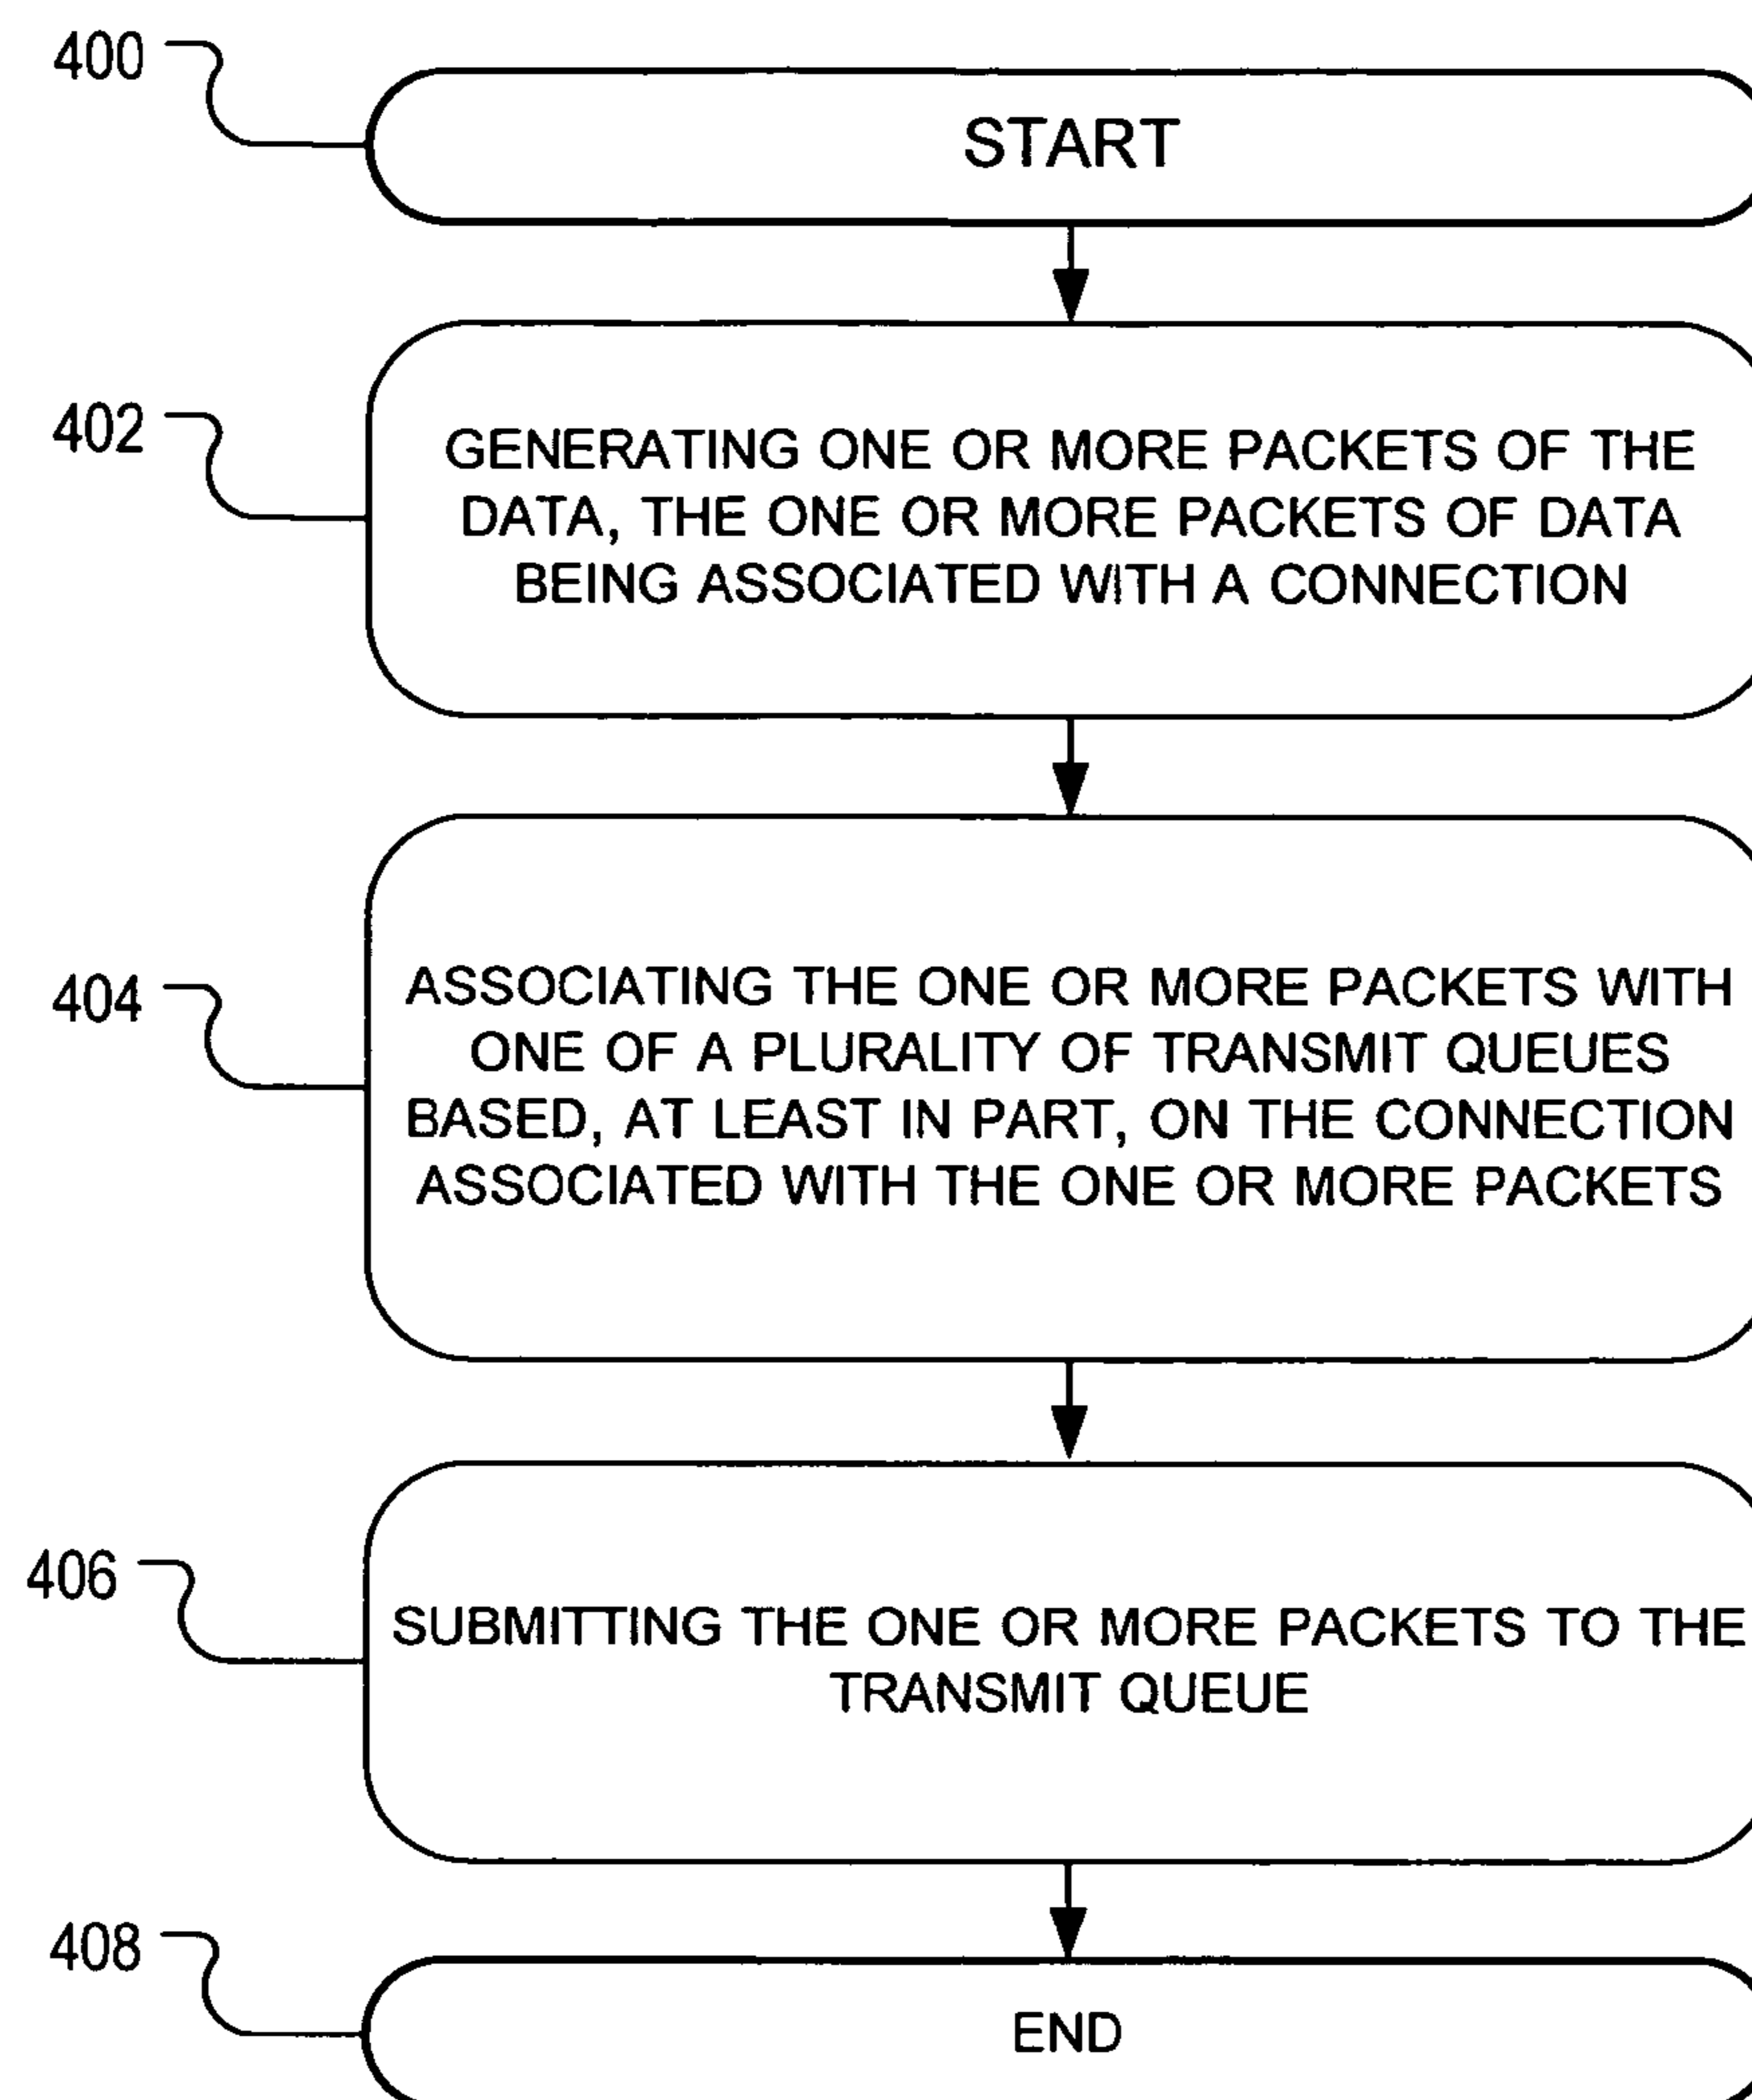 400
START
402
GENERATING ONE OR MORE PACKETS OF THE
DATA, THE ONE OR MORE PACKETS OF DATA
BEING ASSOCIATED WITH A CONNECTION
404
ASSOCIATING THE ONE OR MORE PACKETS WITH
ONE OF A PLURALITY OF TRANSMIT QUEUES
BASED, AT LEAST IN PART, ON THE CONNECTION
ASSOCIATED WITH THE ONE OR MORE PACKETS
406
SUBMITTING THE ONE OR MORE PACKETS TO THE
TRANSMIT QUEUE
408
END